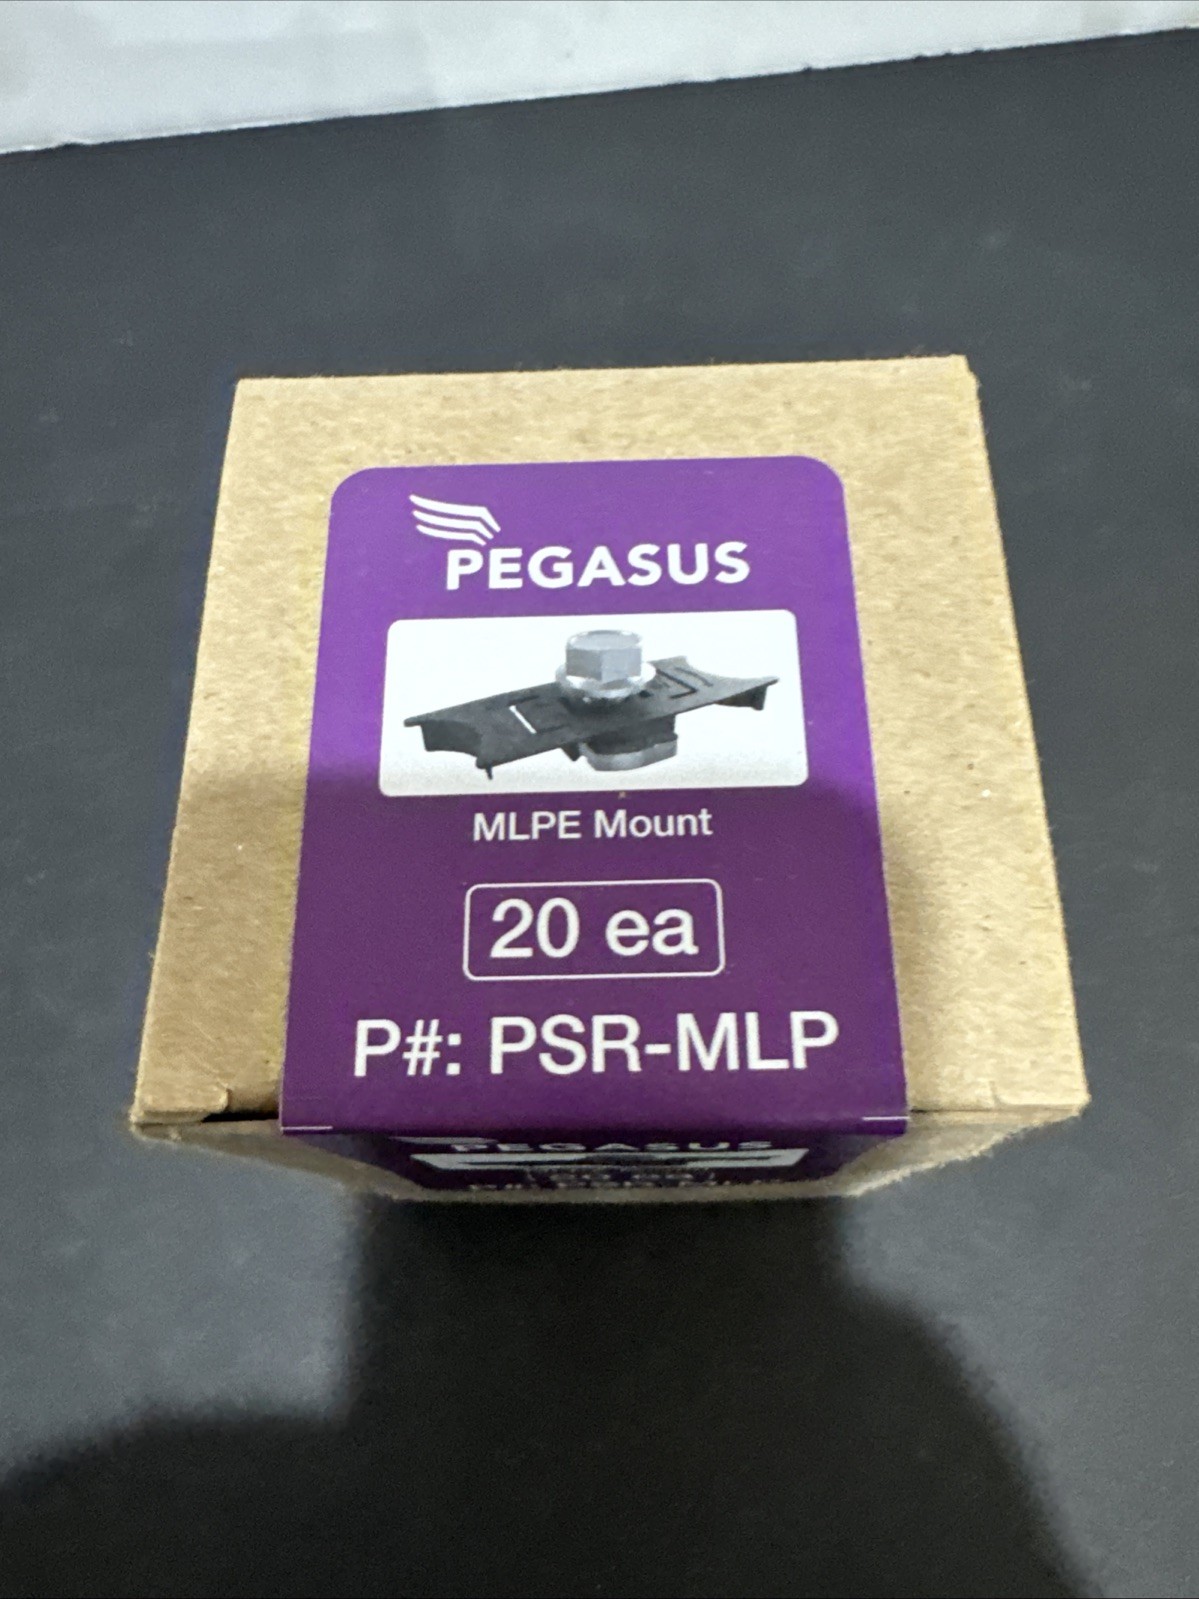 PEGASUS
MLPE Mount
20 ea
P#: PSR-MLP
PEGASUS